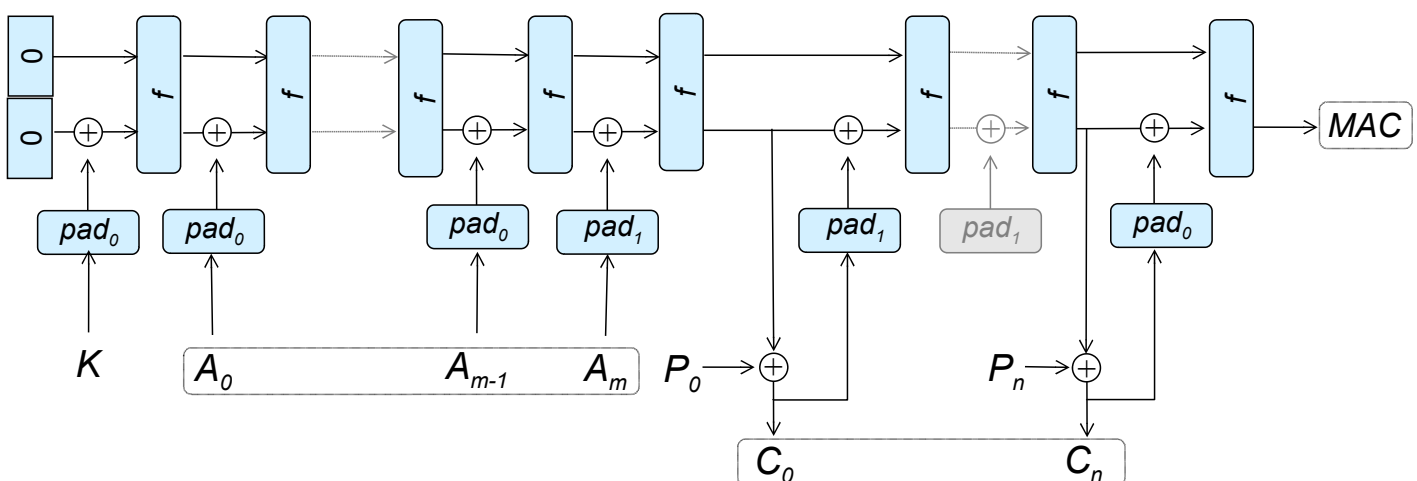 0 f f f f f f f f
0 MAC
pad₀ pad₀ pad₀ pad₁ pad₁ pad₁ pad₀
K A₀ Aₘ₋₁ Aₘ P₀ Pₙ
C₀ Cₙ